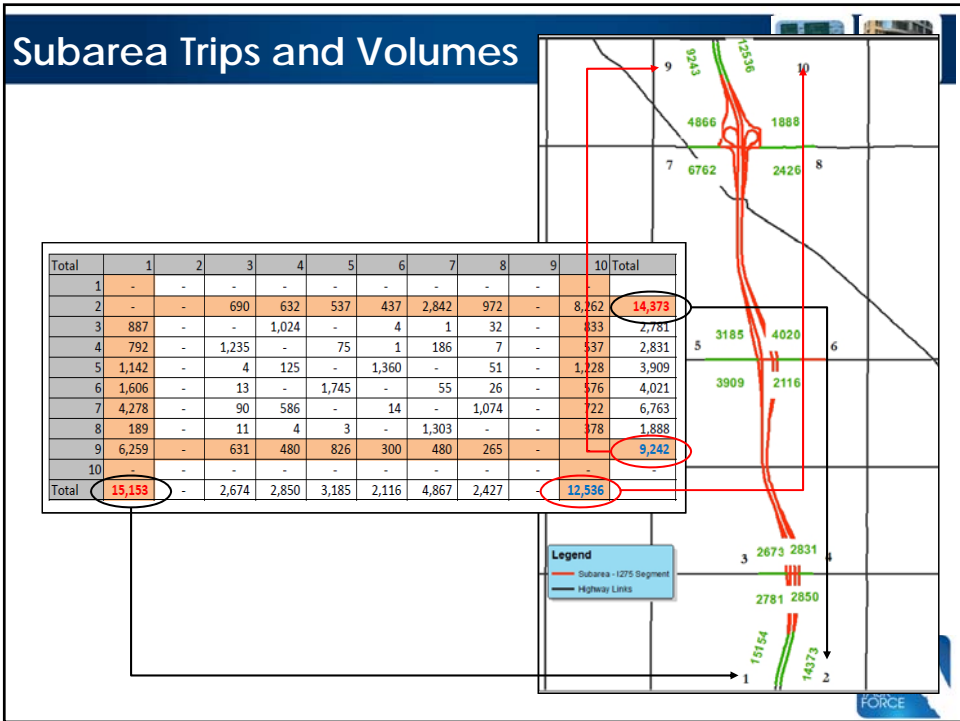 Subarea Trips and Volumes
Total 1 2 3 4 5 6 7 8 9 10 Total
1 - - - - - - - - - -
2 - - 690 632 537 437 2,842 972 - 8,262 14,373
3 887 - - 1,024 - 4 1 32 - 833 2,781
4 792 - 1,235 - 75 1 186 7 - 537 2,831
5 1,142 - 4 125 - 1,360 - 51 - 1,228 3,909
6 1,606 - 13 - 1,745 - 55 26 - 576 4,021
7 4,278 - 90 586 - 14 - 1,074 - 722 6,763
8 189 - 11 4 3 - 1,303 - - 378 1,888
9 6,259 - 631 480 826 300 480 265 - 9,242
10 - - - - - - - - - - -
Total 15,153 - 2,674 2,850 3,185 2,116 4,867 2,427 - 12,536
9 9243 12536 10
4866 1888
7 6762 2426 8
3185 4020
5 6
3909 2116
3 2673 2831 4
2781 2850
15154 14373
1 2
Legend
Subarea - I275 Segment
Highway Links
FORCE